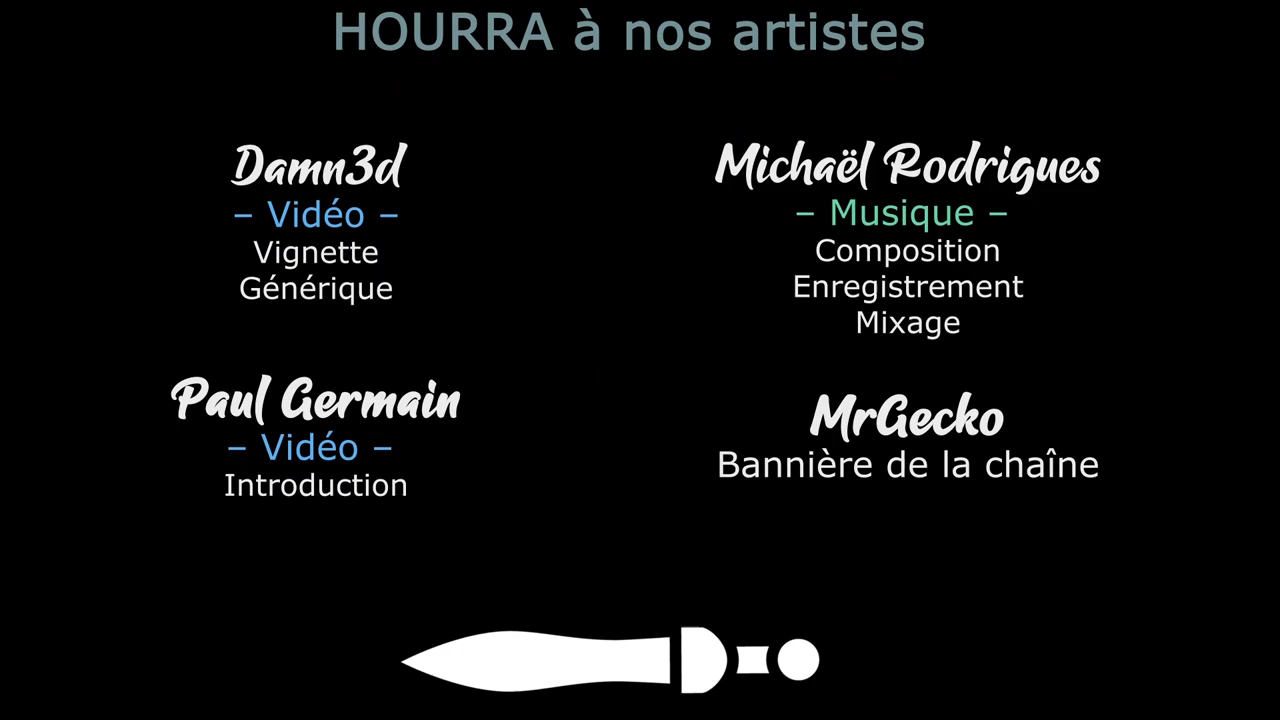 HOURRA à nos artistes
Damn3d
– Vidéo –
Vignette
Générique
Michaël Rodrigues
– Musique –
Composition
Enregistrement
Mixage
Paul Germain
– Vidéo –
Introduction
MrGecko
Bannière de la chaîne